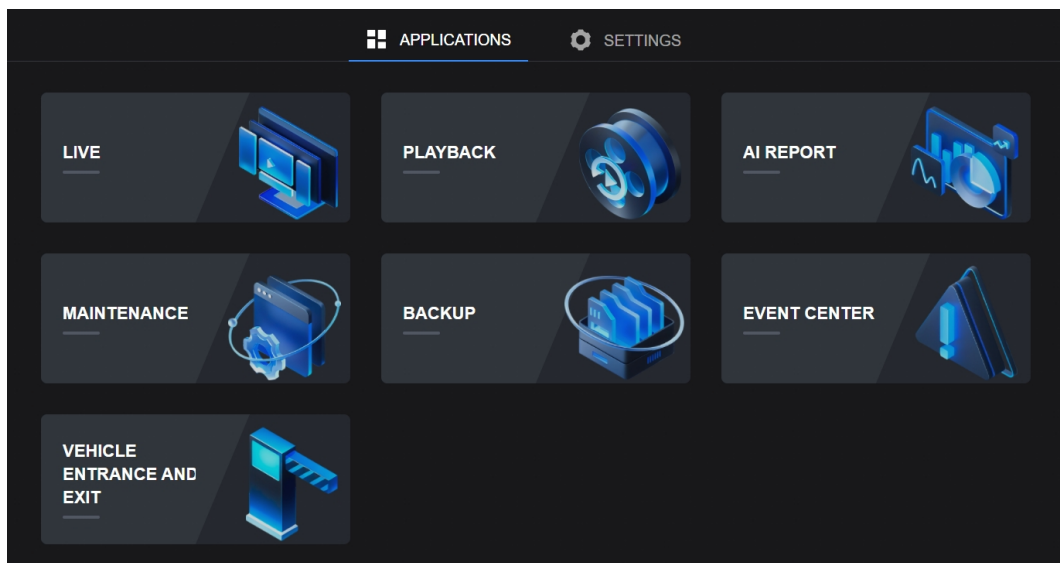 APPLICATIONS
SETTINGS
LIVE
PLAYBACK
AI REPORT
MAINTENANCE
BACKUP
EVENT CENTER
VEHICLE
ENTRANCE AND
EXIT